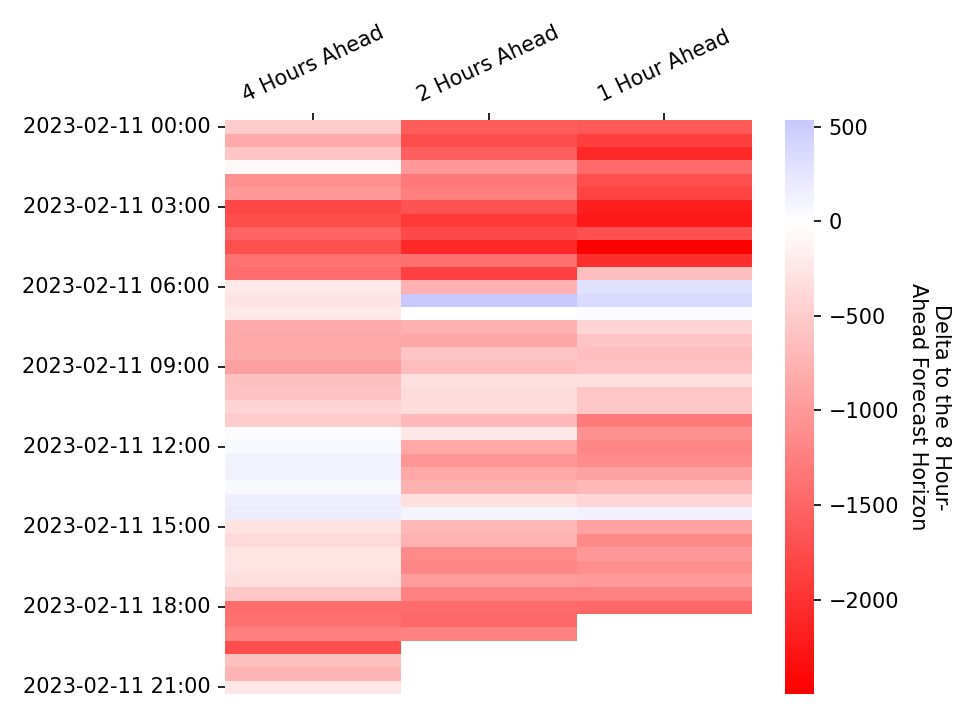 4 Hours Ahead
2 Hours Ahead
1 Hour Ahead
2023-02-11 00:00
2023-02-11 03:00
2023-02-11 06:00
2023-02-11 09:00
2023-02-11 12:00
2023-02-11 15:00
2023-02-11 18:00
2023-02-11 21:00
500
0
−500
−1000
−1500
−2000
Delta to the 8 Hour-
Ahead Forecast Horizon